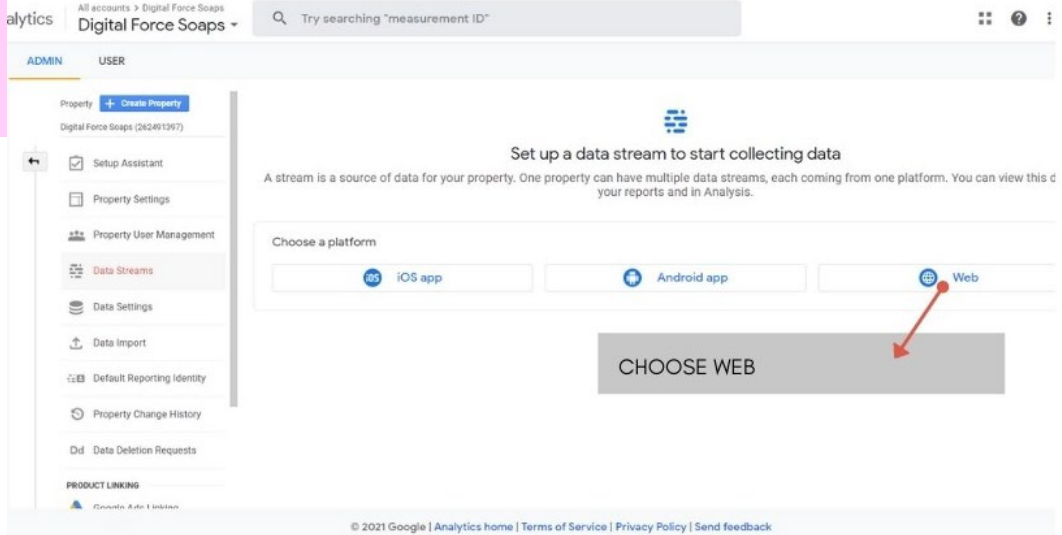 alytics
All accounts > Digital Force Soaps
Digital Force Soaps
Try searching "measurement ID"
ADMIN
USER
Property
+ Create Property
Digital Force Soaps (262491397)
Setup Assistant
Property Settings
Property User Management
Data Streams
Data Settings
Data Import
Default Reporting Identity
Property Change History
Dd Data Deletion Requests
PRODUCT LINKING
Google Ads Linking
Set up a data stream to start collecting data
A stream is a source of data for your property. One property can have multiple data streams, each coming from one platform. You can view this d
your reports and in Analysis.
Choose a platform
iOS iOS app
Android app
Web
CHOOSE WEB
© 2021 Google | Analytics home | Terms of Service | Privacy Policy | Send feedback